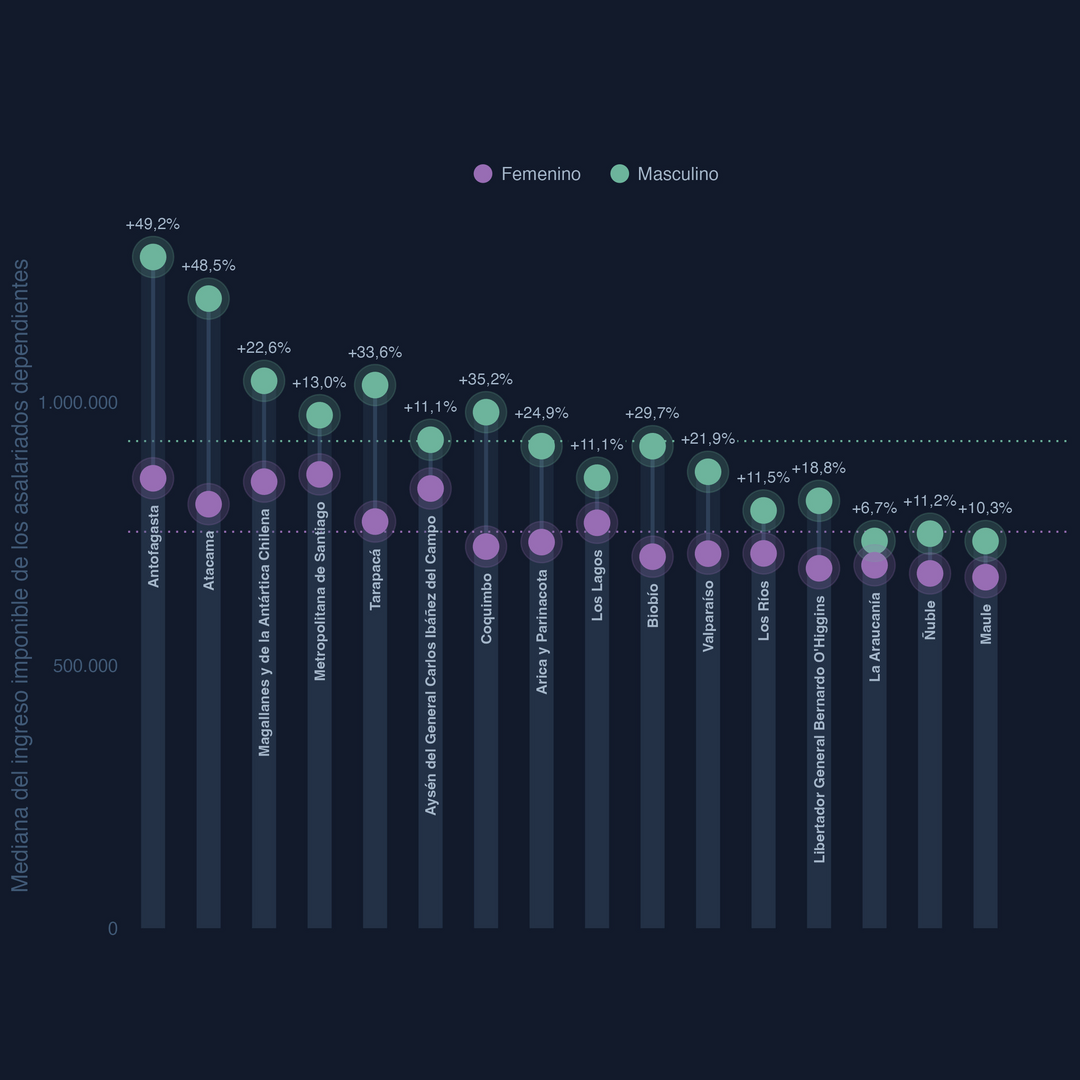 Femenino
Masculino
Mediana del ingreso imponible de los asalariados dependientes
1.000.000
500.000
0
+49,2%
+48,5%
+22,6%
+13,0%
+33,6%
+11,1%
+35,2%
+24,9%
+11,1%
+29,7%
+21,9%
+11,5%
+18,8%
+6,7%
+11,2%
+10,3%
Antofagasta
Atacama
Magallanes y de la Antártica Chilena
Metropolitana de Santiago
Tarapacá
Aysén del General Carlos Ibáñez del Campo
Coquimbo
Arica y Parinacota
Los Lagos
Biobío
Valparaíso
Los Ríos
Libertador General Bernardo O'Higgins
La Araucanía
Ñuble
Maule